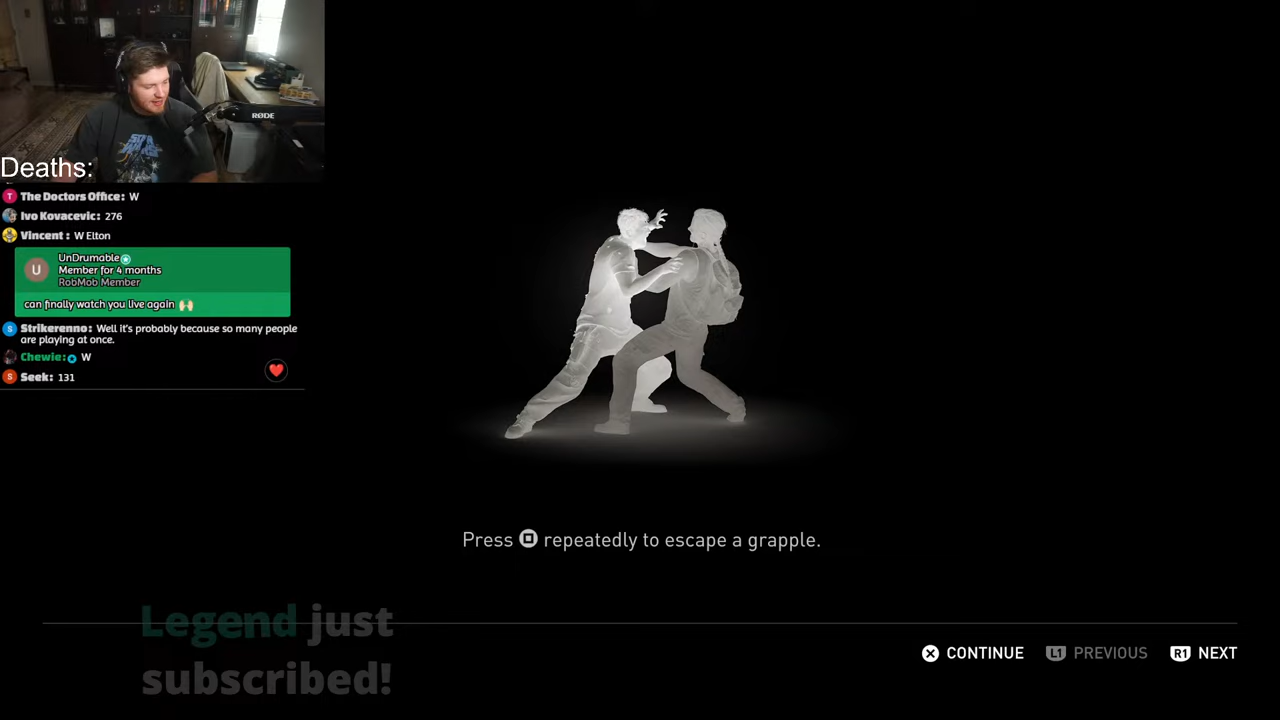 RØDE
Deaths:
T The Doctors Office: W
Ivo Kovacevic: 276
Vincent : W Elton
U
UnDrumable
Member for 4 months
RobMob Member
can finally watch you live again
S Strikerenno: Well it's probably because so many people
are playing at once.
Chewie: W
S Seek: 131
Press repeatedly to escape a grapple.
Legend just
subscribed!
CONTINUE L1 PREVIOUS R1 NEXT